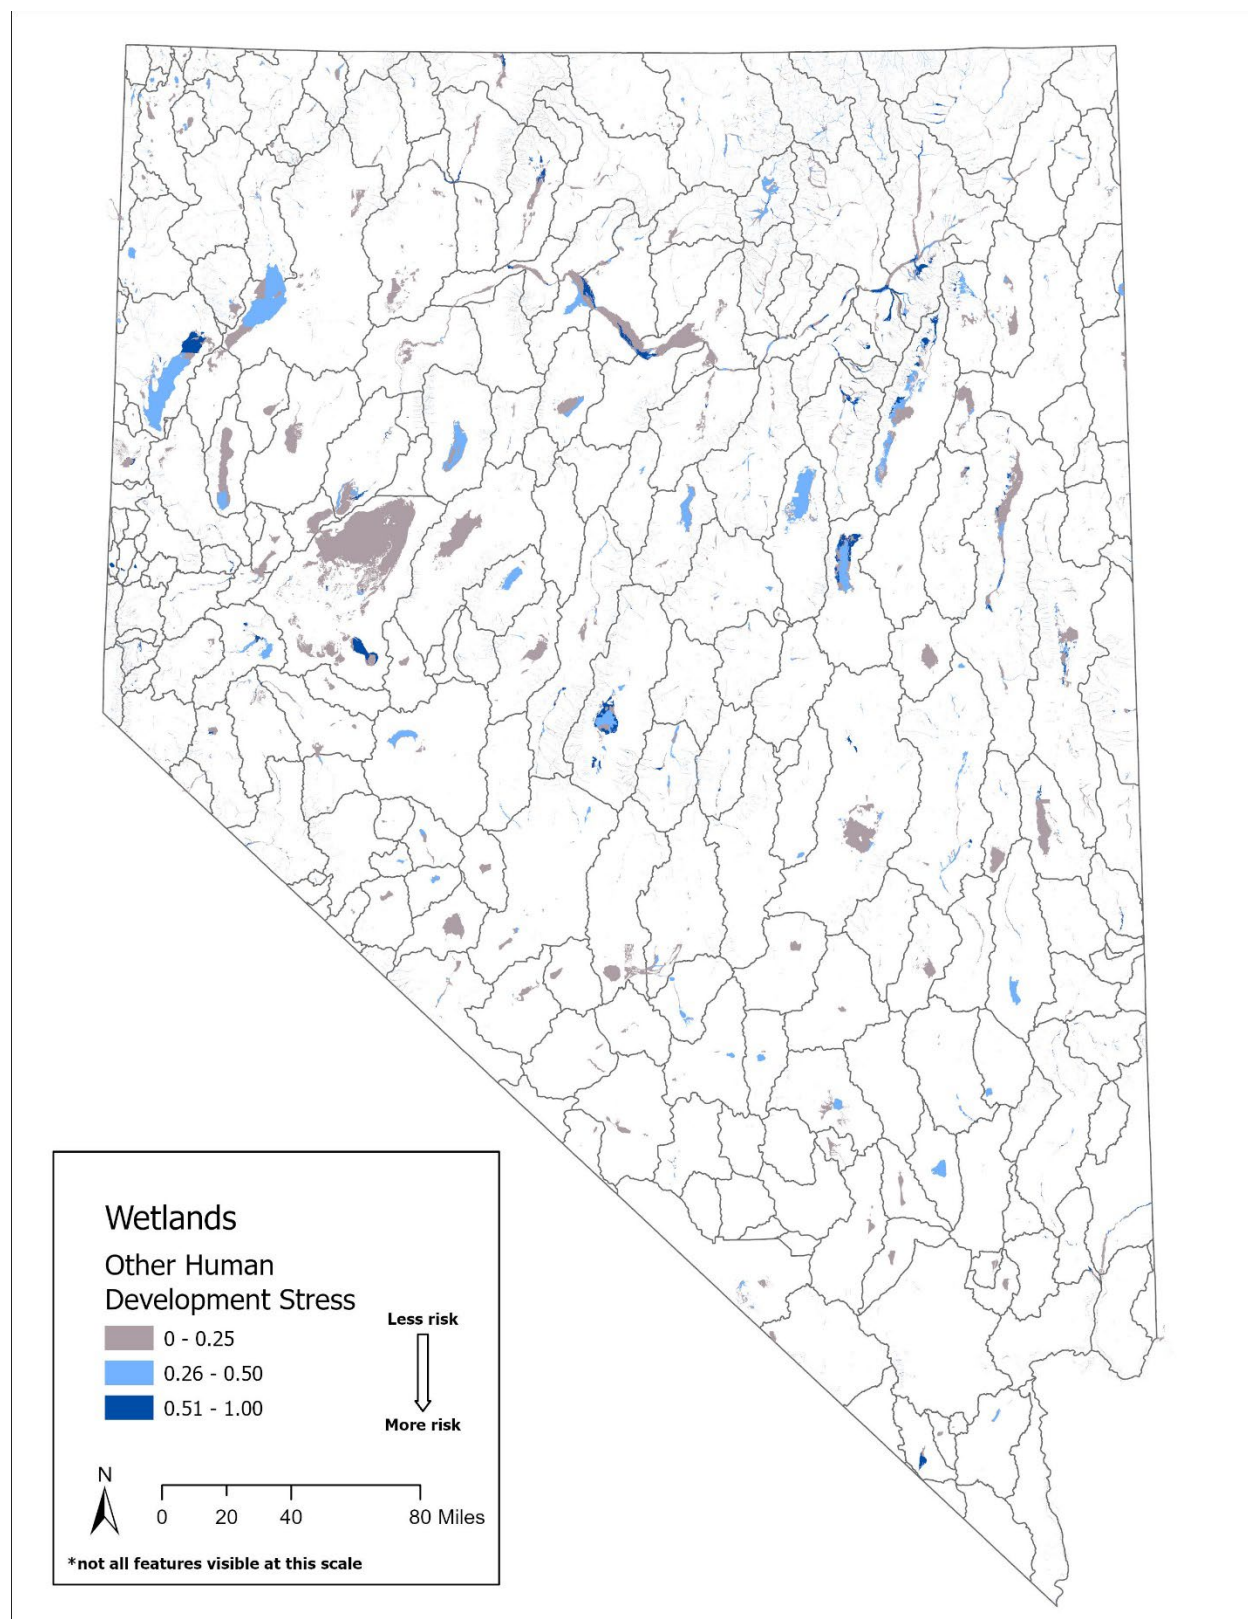 Wetlands
Other Human
Development Stress
0 - 0.25
0.26 - 0.50
0.51 - 1.00
Less risk
More risk
N
0 20 40 80 Miles
*not all features visible at this scale